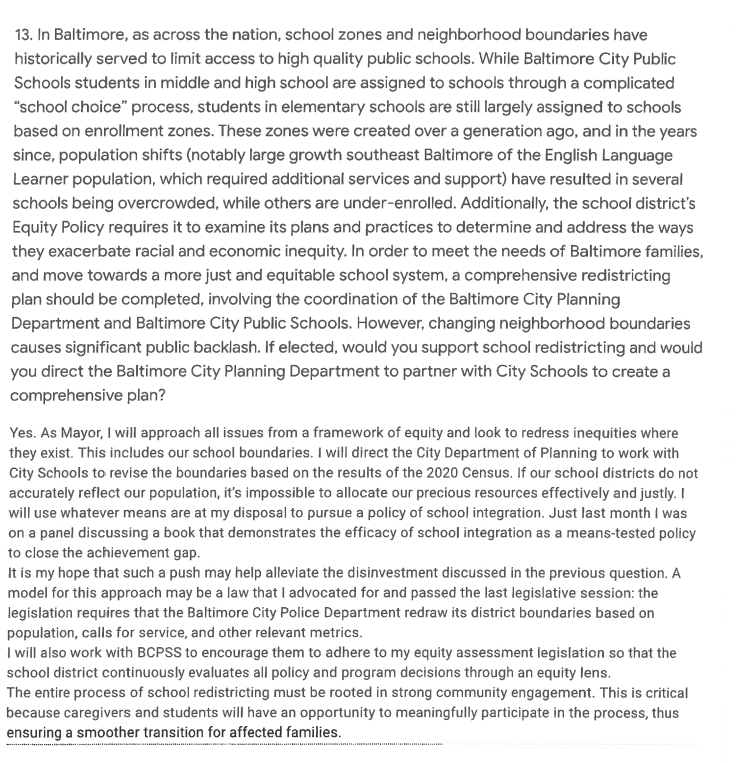 13. In Baltimore, as across the nation, school zones and neighborhood boundaries have
historically served to limit access to high quality public schools. While Baltimore City Public
Schools students in middle and high school are assigned to schools through a complicated
“school choice” process, students in elementary schools are still largely assigned to schools
based on enrollment zones. These zones were created over a generation ago, and in the years
since, population shifts (notably large growth southeast Baltimore of the English Language
Learner population, which required additional services and support) have resulted in several
schools being overcrowded, while others are under-enrolled. Additionally, the school district’s
Equity Policy requires it to examine its plans and practices to determine and address the ways
they exacerbate racial and economic inequity. In order to meet the needs of Baltimore families,
and move towards a more just and equitable school system, a comprehensive redistricting
plan should be completed, involving the coordination of the Baltimore City Planning
Department and Baltimore City Public Schools. However, changing neighborhood boundaries
causes significant public backlash. If elected, would you support school redistricting and would
you direct the Baltimore City Planning Department to partner with City Schools to create a
comprehensive plan?
Yes. As Mayor, I will approach all issues from a framework of equity and look to redress inequities where
they exist. This includes our school boundaries. I will direct the City Department of Planning to work with
City Schools to revise the boundaries based on the results of the 2020 Census. If our school districts do not
accurately reflect our population, it’s impossible to allocate our precious resources effectively and justly. I
will use whatever means are at my disposal to pursue a policy of school integration. Just last month I was
on a panel discussing a book that demonstrates the efficacy of school integration as a means-tested policy
to close the achievement gap.
It is my hope that such a push may help alleviate the disinvestment discussed in the previous question. A
model for this approach may be a law that I advocated for and passed the last legislative session: the
legislation requires that the Baltimore City Police Department redraw its district boundaries based on
population, calls for service, and other relevant metrics.
I will also work with BCPSS to encourage them to adhere to my equity assessment legislation so that the
school district continuously evaluates all policy and program decisions through an equity lens.
The entire process of school redistricting must be rooted in strong community engagement. This is critical
because caregivers and students will have an opportunity to meaningfully participate in the process, thus
ensuring a smoother transition for affected families.